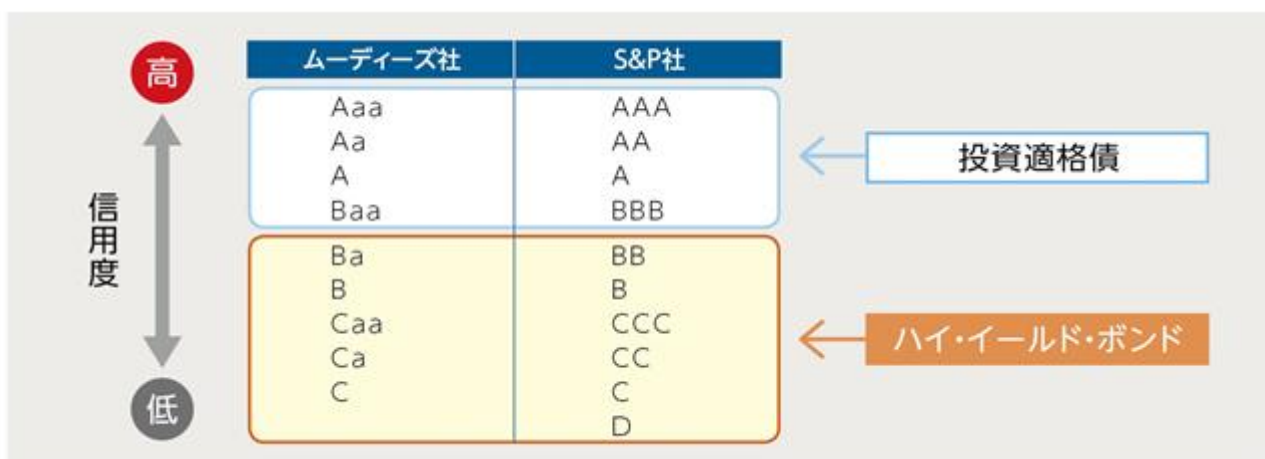 高
ムーディーズ社 S&P社
Aaa AAA
Aa AA
A A
Baa BBB
投資適格債
信用度
Ba BB
B B
Caa CCC
Ca CC
C C
D
ハイ・イールド・ボンド
低